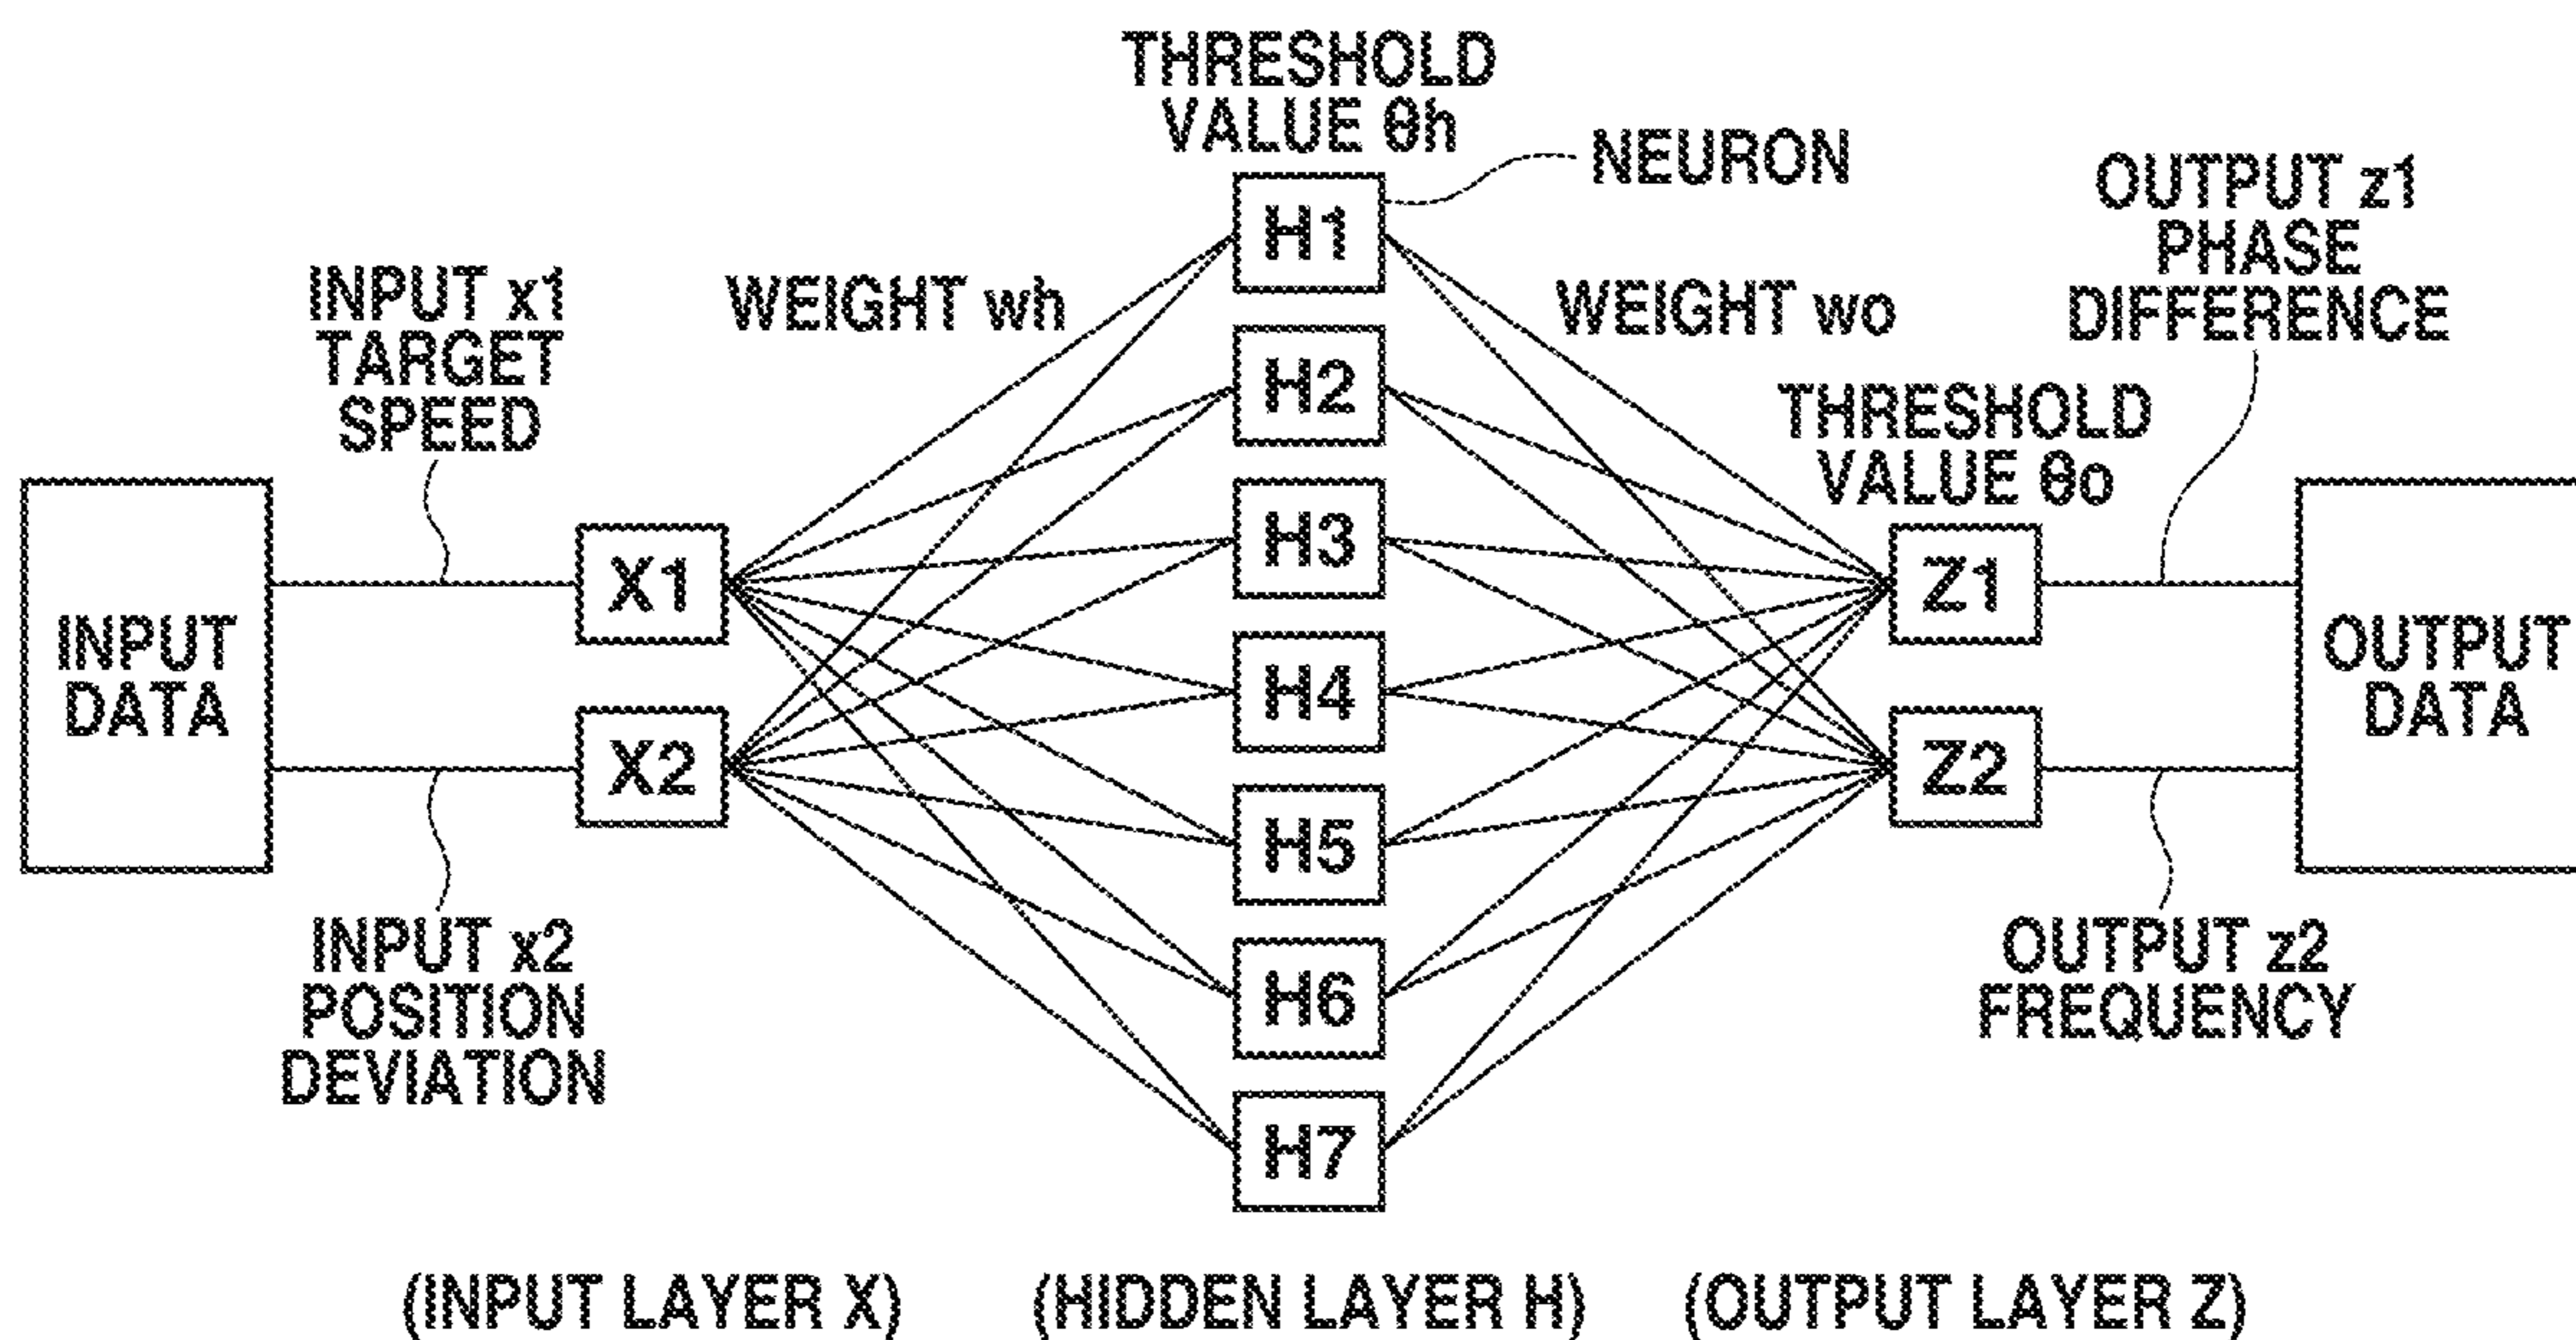 THRESHOLD
VALUE θh
NEURON
OUTPUT z1
PHASE
DIFFERENCE
INPUT x1
TARGET
SPEED
WEIGHT wh
WEIGHT wo
THRESHOLD
VALUE θo
H1
H2
H3
H4
H5
H6
H7
INPUT
DATA
X1
X2
Z1
Z2
OUTPUT
DATA
INPUT x2
POSITION
DEVIATION
OUTPUT z2
FREQUENCY
(INPUT LAYER X)
(HIDDEN LAYER H)
(OUTPUT LAYER Z)